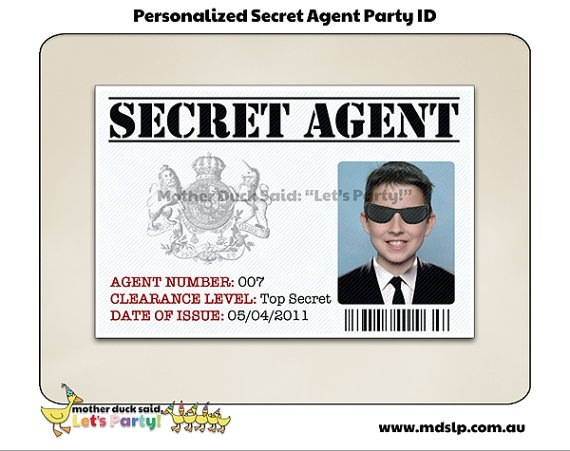 Personalized Secret Agent Party ID
SECRET AGENT
Mother Duck Said: "Let's Party!"
AGENT NUMBER: 007
CLEARANCE LEVEL: Top Secret
DATE OF ISSUE: 05/04/2011
mother duck said,
Let's Party!
www.mdslp.com.au